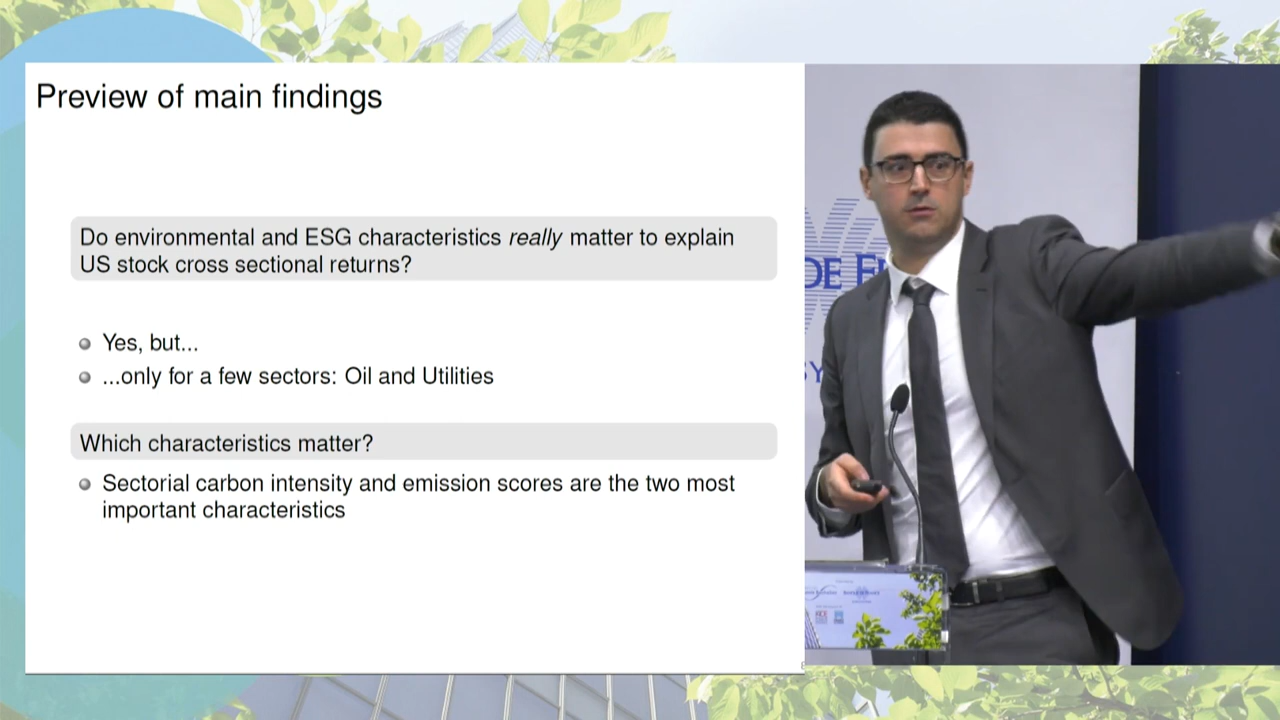 Preview of main findings
Do environmental and ESG characteristics really matter to explain
US stock cross sectional returns?
Yes, but...
...only for a few sectors: Oil and Utilities
Which characteristics matter?
Sectorial carbon intensity and emission scores are the two most
important characteristics
DE